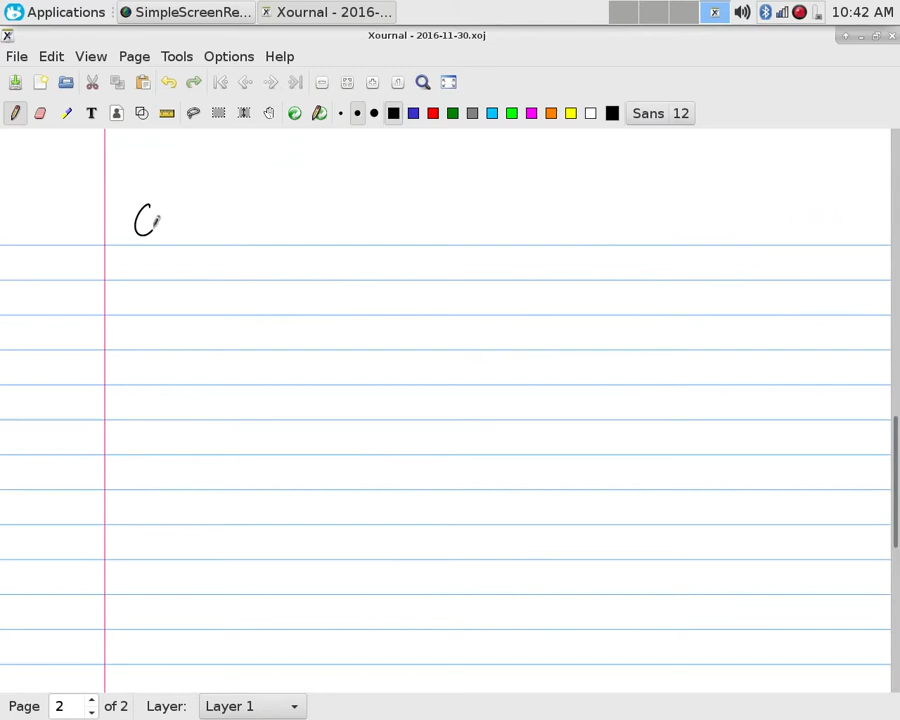 Applications SimpleScreenRe... Xournal - 2016-... 10:42 AM
Xournal - 2016-11-30.xoj
File Edit View Page Tools Options Help
T Sans 12
C
Page 2 of 2 Layer: Layer 1